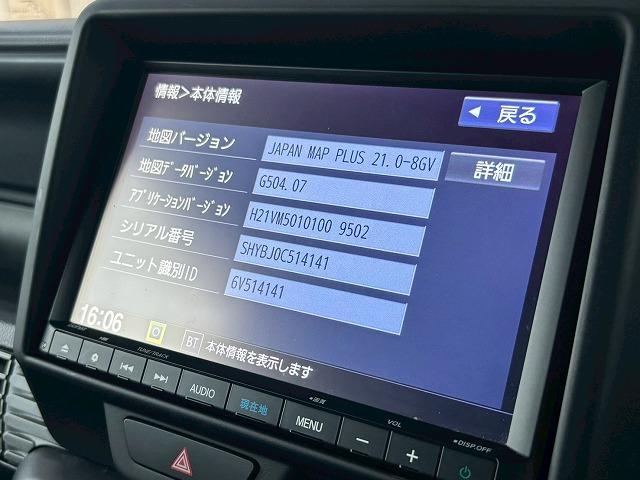 情報>本体情報
戻る
地図バージョン JAPAN MAP PLUS 21.0-8GV 詳細
地図データバージョン G504.07
アプリケーションバージョン H21VM5010100 9502
シリアル番号 SHYBJ0C514141
ユニット識別ID 6V514141
16:06
BT 本体情報を表示します
TUNE/TRACK
画質
VOL
DISP.OFF
AUDIO
現在地
MENU